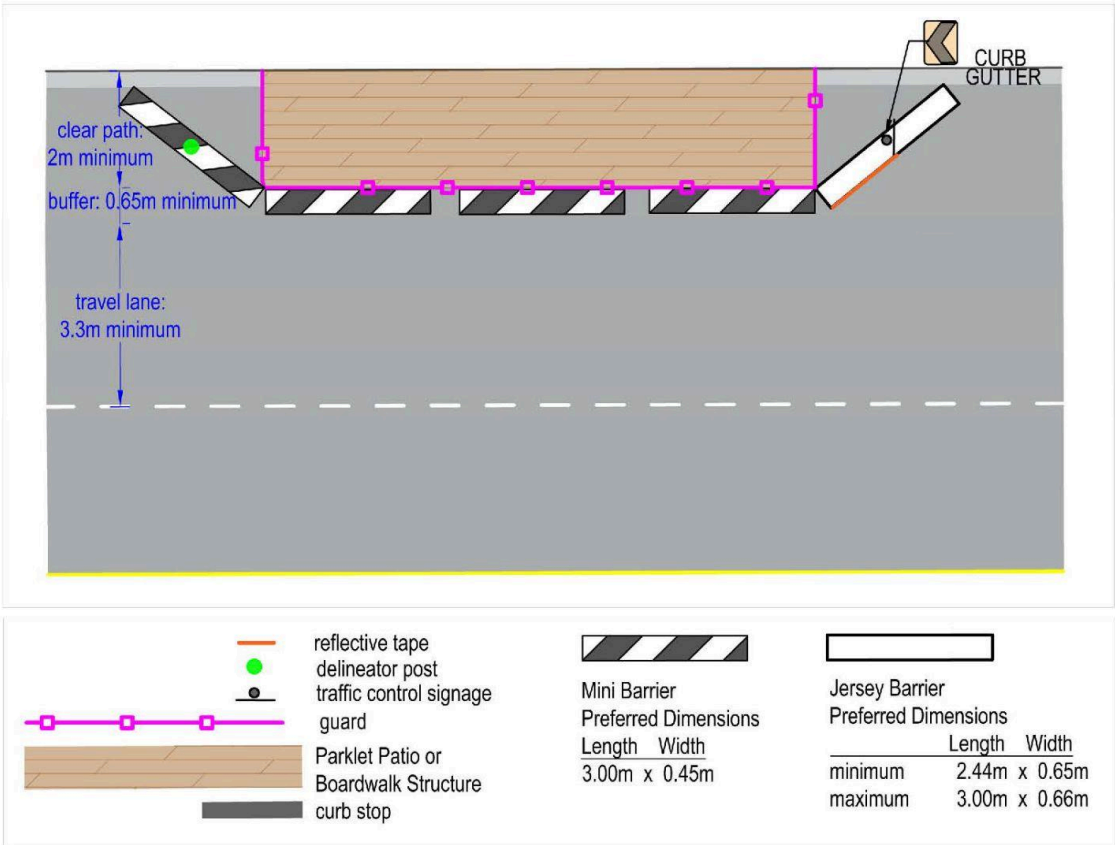 CURB
GUTTER
clear path:
2m minimum
buffer: 0.65m minimum
travel lane:
3.3m minimum
reflective tape
delineator post
traffic control signage
guard
Parklet Patio or
Boardwalk Structure
curb stop
Mini Barrier
Preferred Dimensions
Length Width
3.00m x 0.45m
Jersey Barrier
Preferred Dimensions
Length Width
minimum 2.44m x 0.65m
maximum 3.00m x 0.66m